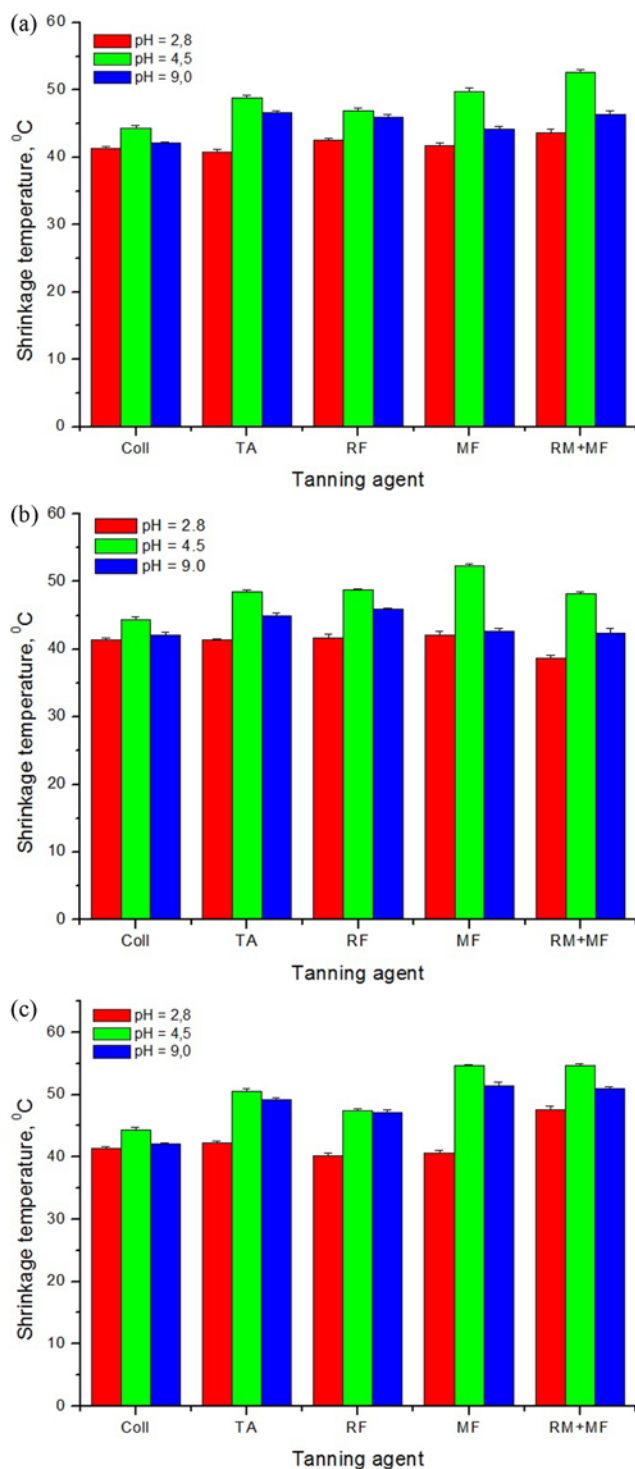 (a)
60
50
40
30
20
10
0
Shrinkage temperature, ⁰C
pH = 2,8
pH = 4,5
pH = 9,0
Coll TA RF MF RM+MF
Tanning agent
(b)
60
50
40
30
20
10
0
Shrinkage temperature, ⁰C
pH = 2.8
pH = 4.5
pH = 9.0
Coll TA RF MF RM+MF
Tanning agent
(c)
60
50
40
30
20
10
0
Shrinkage temperature, ⁰C
pH = 2,8
pH = 4,5
pH = 9,0
Coll TA RF MF RM+MF
Tanning agent